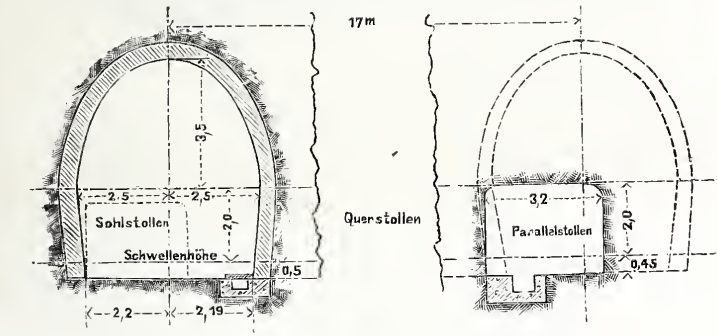 17m
3,5
2,5 2,5
2,0
Sohlstollen
Schwellenhöhe
0,5
2,2 2,19
Querstollen
3,2
2,0
Parallelstollen
0,45